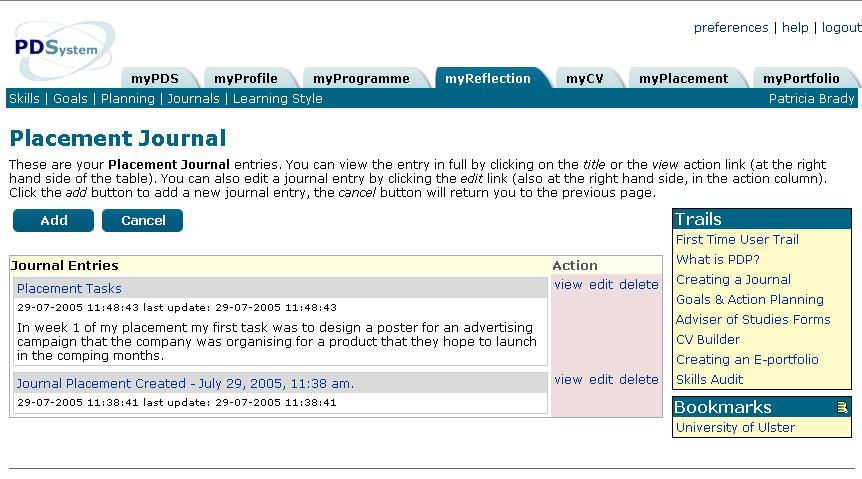 preferences | help | logout
PDSystem
myPDS myProfile myProgramme myReflection myCV myPlacement myPortfolio
Skills | Goals | Planning | Journals | Learning Style
Patricia Brady
Placement Journal
These are your Placement Journal entries. You can view the entry in full by clicking on the title or the view action link (at the right
hand side of the table). You can also edit a journal entry by clicking the edit link (also at the right hand side, in the action column).
Click the add button to add a new journal entry, the cancel button will return you to the previous page.
Add Cancel
Journal Entries Action
Placement Tasks
view edit delete
29-07-2005 11:48:43 last update: 29-07-2005 11:48:43
In week 1 of my placement my first task was to design a poster for an advertising
campaign that the company was organising for a product that they hope to launch
in the comping months.
Journal Placement Created - July 29, 2005, 11:38 am.
view edit delete
29-07-2005 11:38:41 last update: 29-07-2005 11:38:41
Trails
First Time User Trail
What is PDP?
Creating a Journal
Goals & Action Planning
Adviser of Studies Forms
CV Builder
Creating an E-portfolio
Skills Audit
Bookmarks
University of Ulster